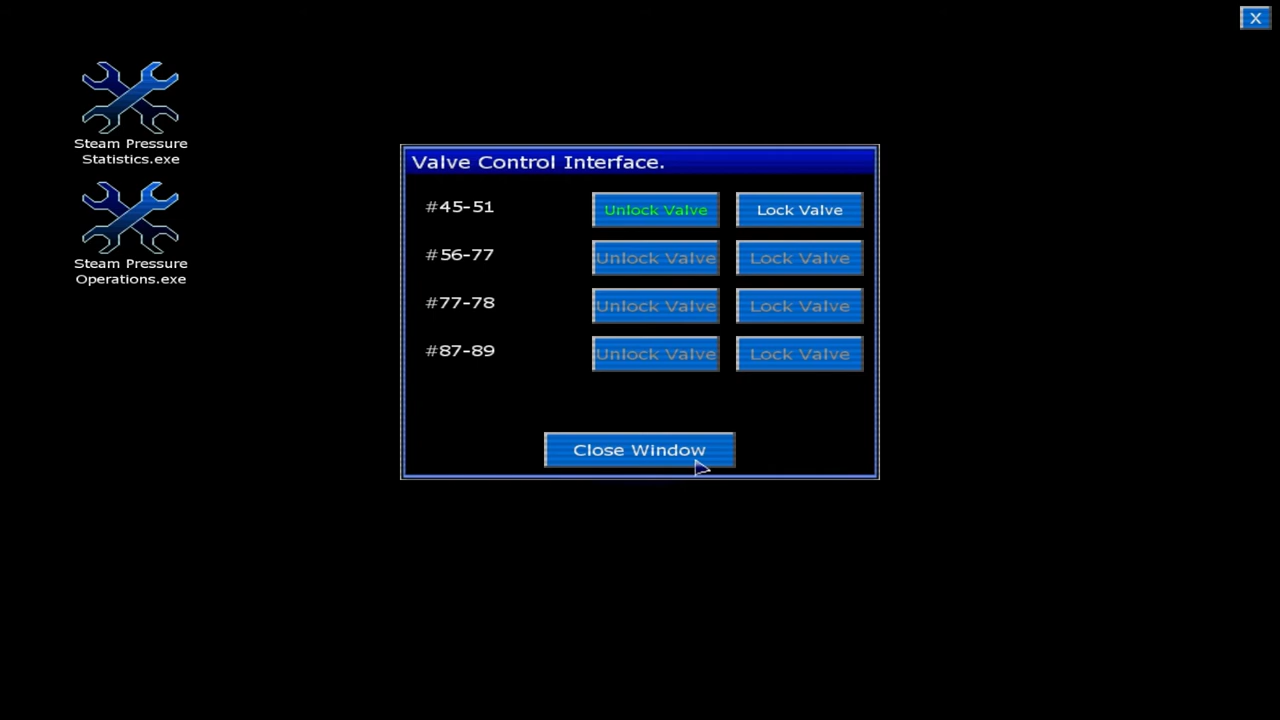 X
Steam Pressure
Statistics.exe
Steam Pressure
Operations.exe
Valve Control Interface.
#45-51 Unlock Valve Lock Valve
#56-77 Unlock Valve Lock Valve
#77-78 Unlock Valve Lock Valve
#87-89 Unlock Valve Lock Valve
Close Window